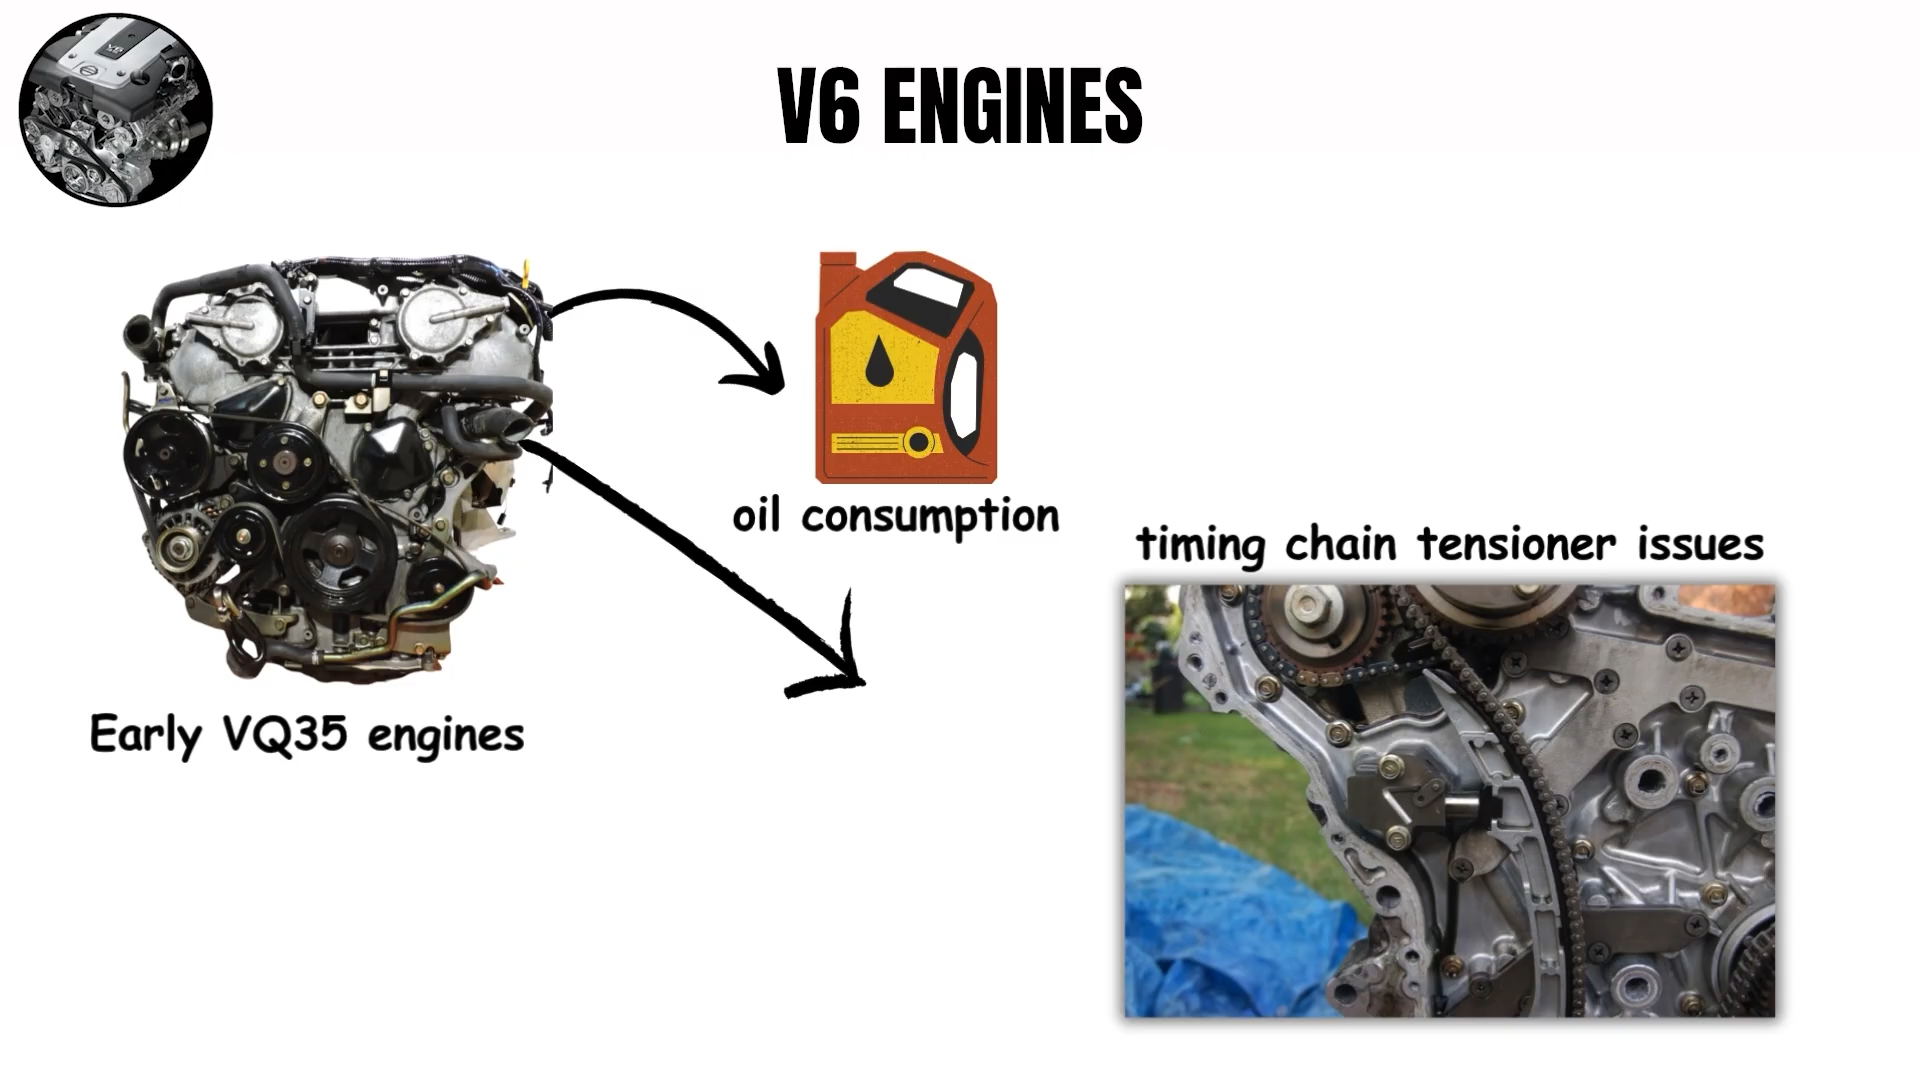 V6 ENGINES
oil consumption
timing chain tensioner issues
Early VQ35 engines